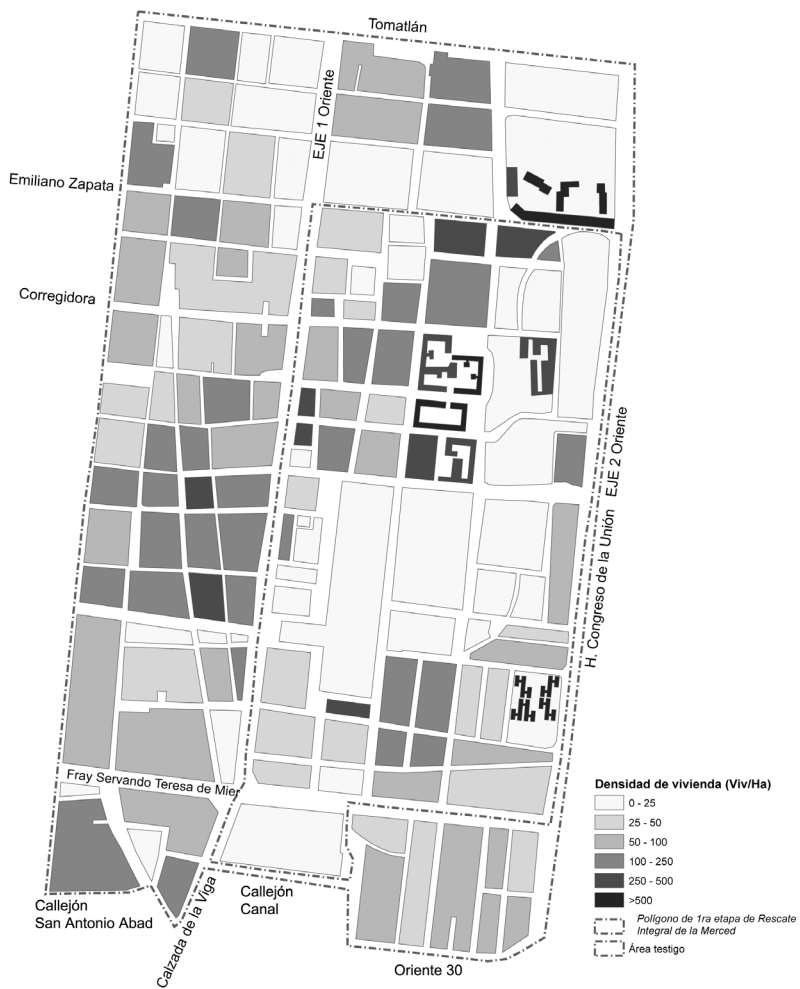 Tomatlán
EJE 1 Oriente
Emiliano Zapata
Corregidora
EJE 2 Oriente
H. Congreso de la Unión
Fray Servando Teresa de Mier
Callejón
San Antonio Abad
Calzada de la Viga
Callejón
Canal
Oriente 30
Densidad de vivienda (Viv/Ha)
0 - 25
25 - 50
50 - 100
100 - 250
250 - 500
>500
Polígono de 1ra etapa de Rescate
Integral de la Merced
Área testigo